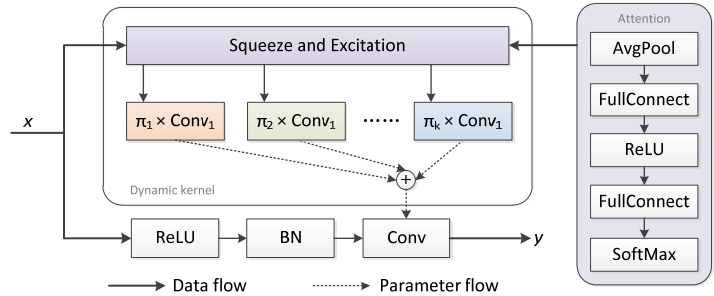 Attention
Squeeze and Excitation
AvgPool
FullConnect
x
π1 × Conv1
π2 × Conv1
......
πk × Conv1
ReLU
+
Dynamic kernel
FullConnect
ReLU
BN
Conv
y
SoftMax
Data flow
Parameter flow